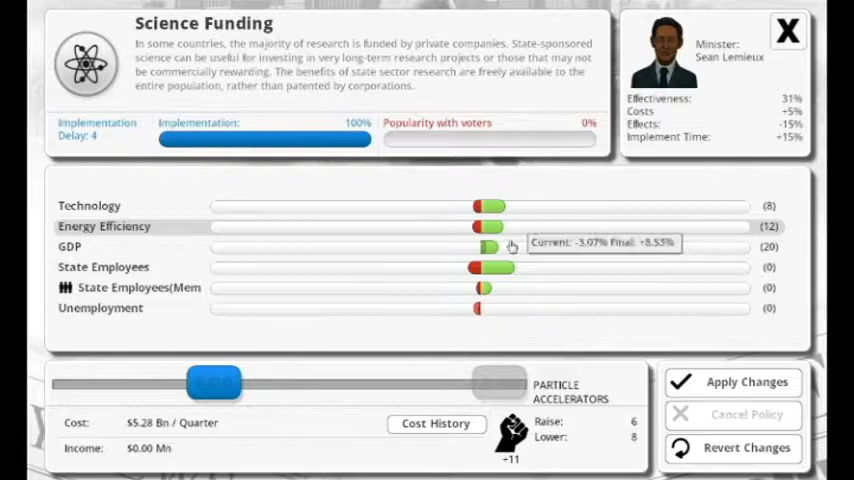 Science Funding
In some countries, the majority of research is funded by private companies. State-sponsored
science can be useful for investing in very long-term research projects or those that may not
be commercially rewarding. The benefits of state sector research are freely available to the
entire population, rather than patented by corporations.
Implementation
Delay: 4
Implementation:
100%
Popularity with voters
0%
X
Minister:
Sean Lemieux
Effectiveness: 31%
Costs +5%
Effects: -15%
Implement Time: +15%
Technology (8)
Energy Efficiency (12)
GDP (20)
Current: -3.07% Final: +8.53%
State Employees (0)
State Employees(Mem (0)
Unemployment (0)
PARTICLE
ACCELERATORS
Cost: $5.28 Bn / Quarter
Income: $0.00 Mn
Cost History
+11
Raise: 6
Lower: 8
Apply Changes
Cancel Policy
Revert Changes